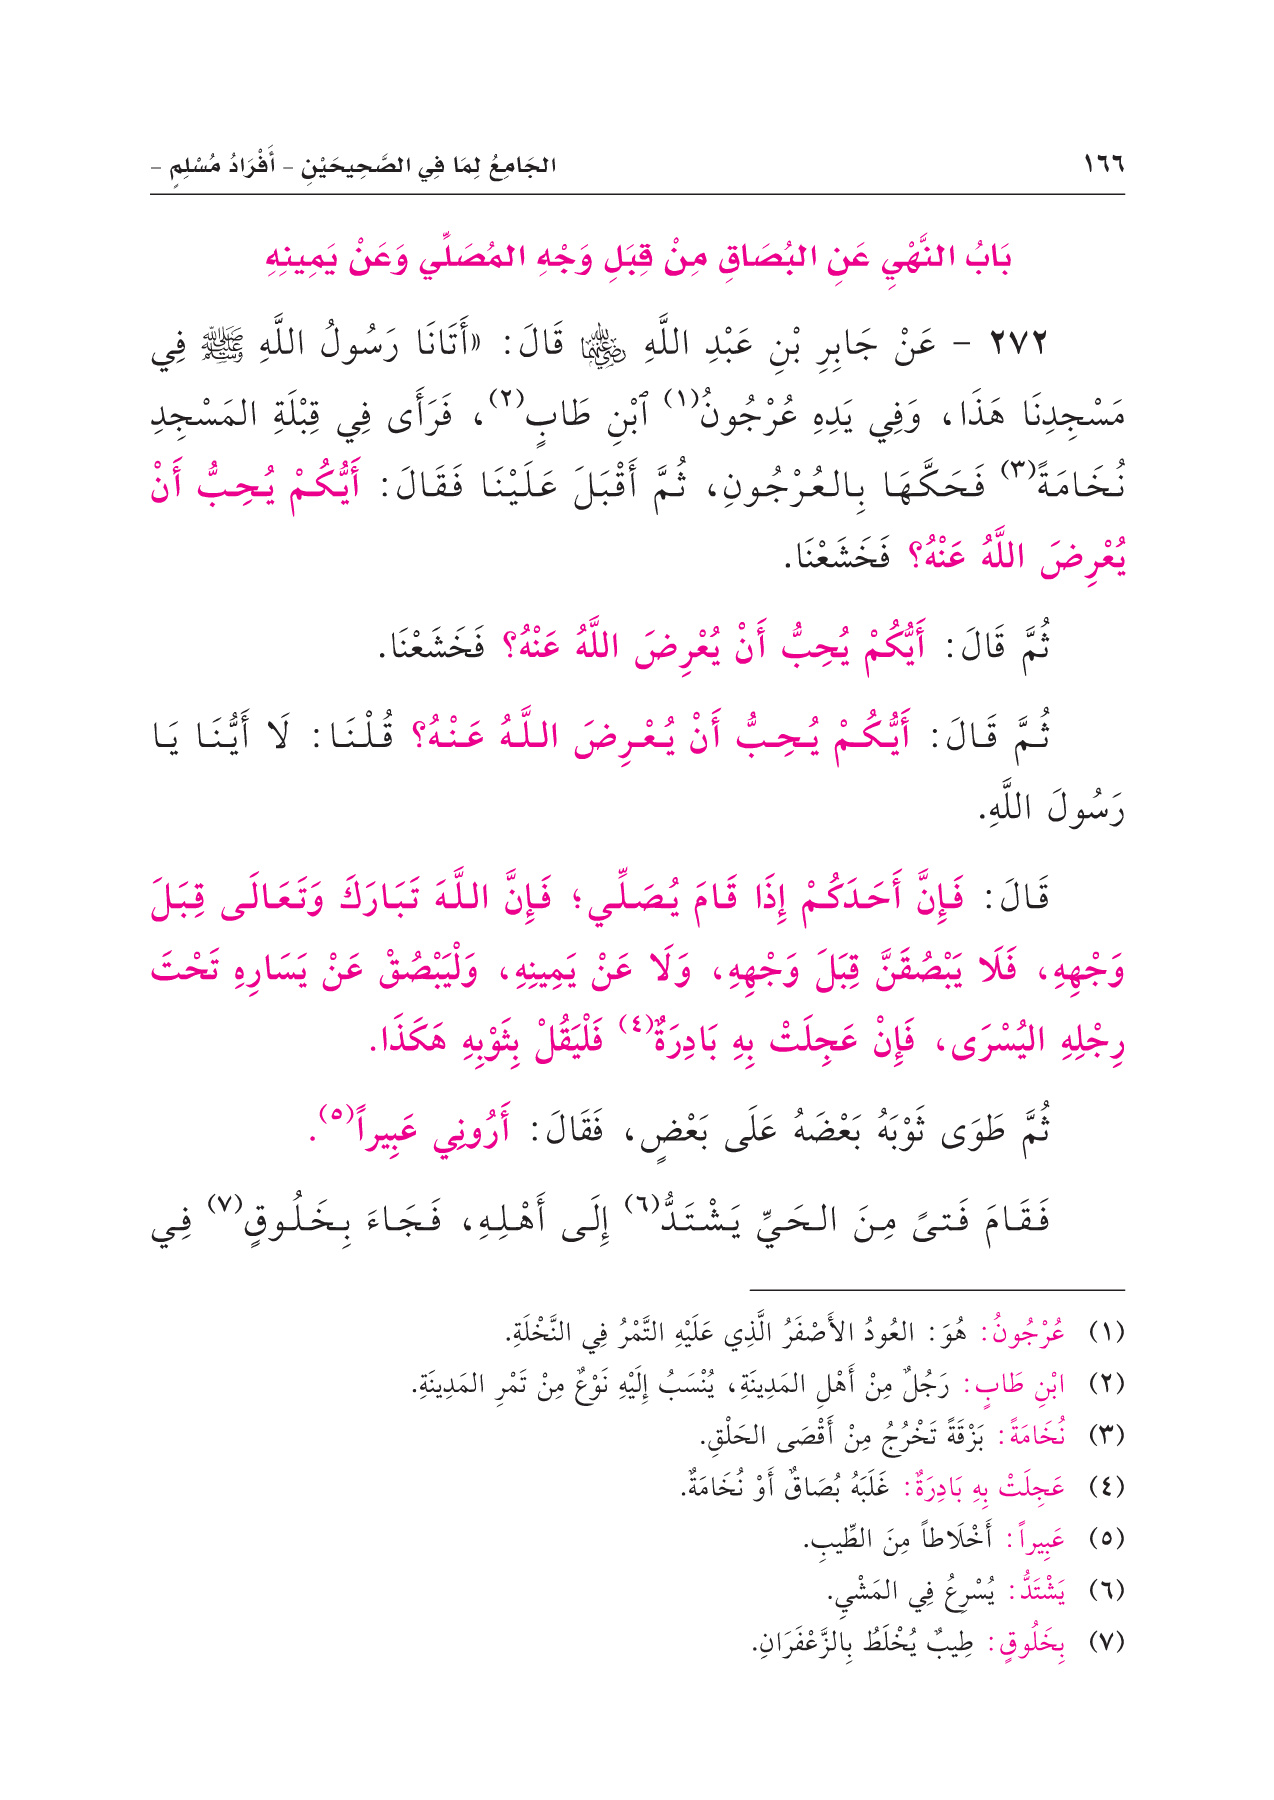 ١٦٦ الجَامِعُ لِمَا فِي الصَّحِيحَيْنِ – أَفْرَادُ مُسْلِمٍ –
بَابُ النَّهْيِ عَنِ البُصَاقِ مِنْ قِبَلِ وَجْهِ المُصَلِّي وَعَنْ يَمِينِهِ
٢٧٢ – عَنْ جَابِرِ بْنِ عَبْدِ اللَّهِ رضي الله عنهما قَالَ: «أَتَانَا رَسُولُ اللَّهِ ﷺ فِي
مَسْجِدِنَا هَذَا، وَفِي يَدِهِ عُرْجُونُ(١) ٱبْنِ طَابٍ(٢)، فَرَأَى فِي قِبْلَةِ المَسْجِدِ
نُخَامَةً(٣) فَحَكَّهَا بِالعُرْجُونِ، ثُمَّ أَقْبَلَ عَلَيْنَا فَقَالَ: أَيُّكُمْ يُحِبُّ أَنْ
يُعْرِضَ اللَّهُ عَنْهُ؟ فَخَشَعْنَا.
ثُمَّ قَالَ: أَيُّكُمْ يُحِبُّ أَنْ يُعْرِضَ اللَّهُ عَنْهُ؟ فَخَشَعْنَا.
ثُمَّ قَالَ: أَيُّكُمْ يُحِبُّ أَنْ يُعْرِضَ اللَّهُ عَنْهُ؟ قُلْنَا: لَا أَيُّنَا يَا
رَسُولَ اللَّهِ.
قَالَ: فَإِنَّ أَحَدَكُمْ إِذَا قَامَ يُصَلِّي؛ فَإِنَّ اللَّهَ تَبَارَكَ وَتَعَالَى قِبَلَ
وَجْهِهِ، فَلَا يَبْصُقَنَّ قِبَلَ وَجْهِهِ، وَلَا عَنْ يَمِينِهِ، وَلْيَبْصُقْ عَنْ يَسَارِهِ تَحْتَ
رِجْلِهِ اليُسْرَى، فَإِنْ عَجِلَتْ بِهِ بَادِرَةٌ(٤) فَلْيَقُلْ بِثَوْبِهِ هَكَذَا.
ثُمَّ طَوَى ثَوْبَهُ بَعْضَهُ عَلَى بَعْضٍ، فَقَالَ: أَرُونِي عَبِيراً(٥).
فَقَامَ فَتىً مِنَ الحَيِّ يَشْتَدُّ(٦) إِلَى أَهْلِهِ، فَجَاءَ بِخَلُوقٍ(٧) فِي
(١) عُرْجُونُ: هُوَ: العُودُ الأَصْفَرُ الَّذِي عَلَيْهِ التَّمْرُ فِي النَّخْلَةِ.
(٢) ابْنِ طَابٍ: رَجُلٌ مِنْ أَهْلِ المَدِينَةِ، يُنْسَبُ إِلَيْهِ نَوْعٌ مِنْ تَمْرِ المَدِينَةِ.
(٣) نُخَامَةً: بَزْقَةً تَخْرُجُ مِنْ أَقْصَى الحَلْقِ.
(٤) عَجِلَتْ بِهِ بَادِرَةٌ: غَلَبَهُ بُصَاقٌ أَوْ نُخَامَةٌ.
(٥) عَبِيراً: أَخْلَاطاً مِنَ الطِّيبِ.
(٦) يَشْتَدُّ: يُسْرِعُ فِي المَشْيِ.
(٧) بِخَلُوقٍ: طِيبٌ يُخْلَطُ بِالزَّعْفَرَانِ.